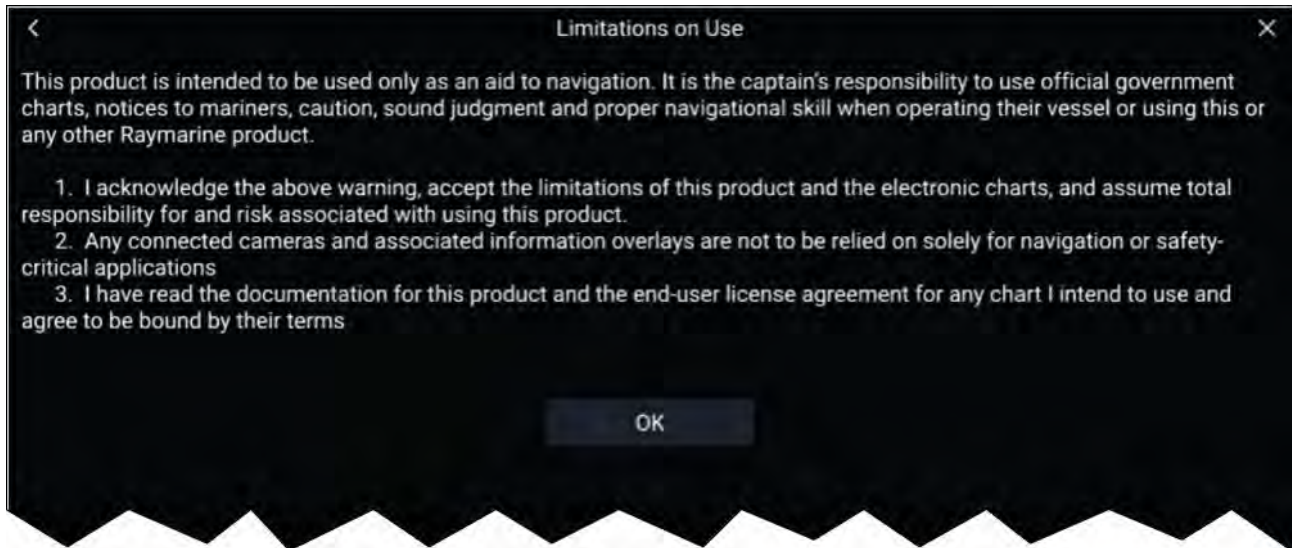 Limitations on Use
This product is intended to be used only as an aid to navigation. It is the captain's responsibility to use official government
charts, notices to mariners, caution, sound judgment and proper navigational skill when operating their vessel or using this or
any other Raymarine product.
1. I acknowledge the above warning, accept the limitations of this product and the electronic charts, and assume total
responsibility for and risk associated with using this product.
2. Any connected cameras and associated information overlays are not to be relied on solely for navigation or safety-
critical applications
3. I have read the documentation for this product and the end-user license agreement for any chart I intend to use and
agree to be bound by their terms
OK